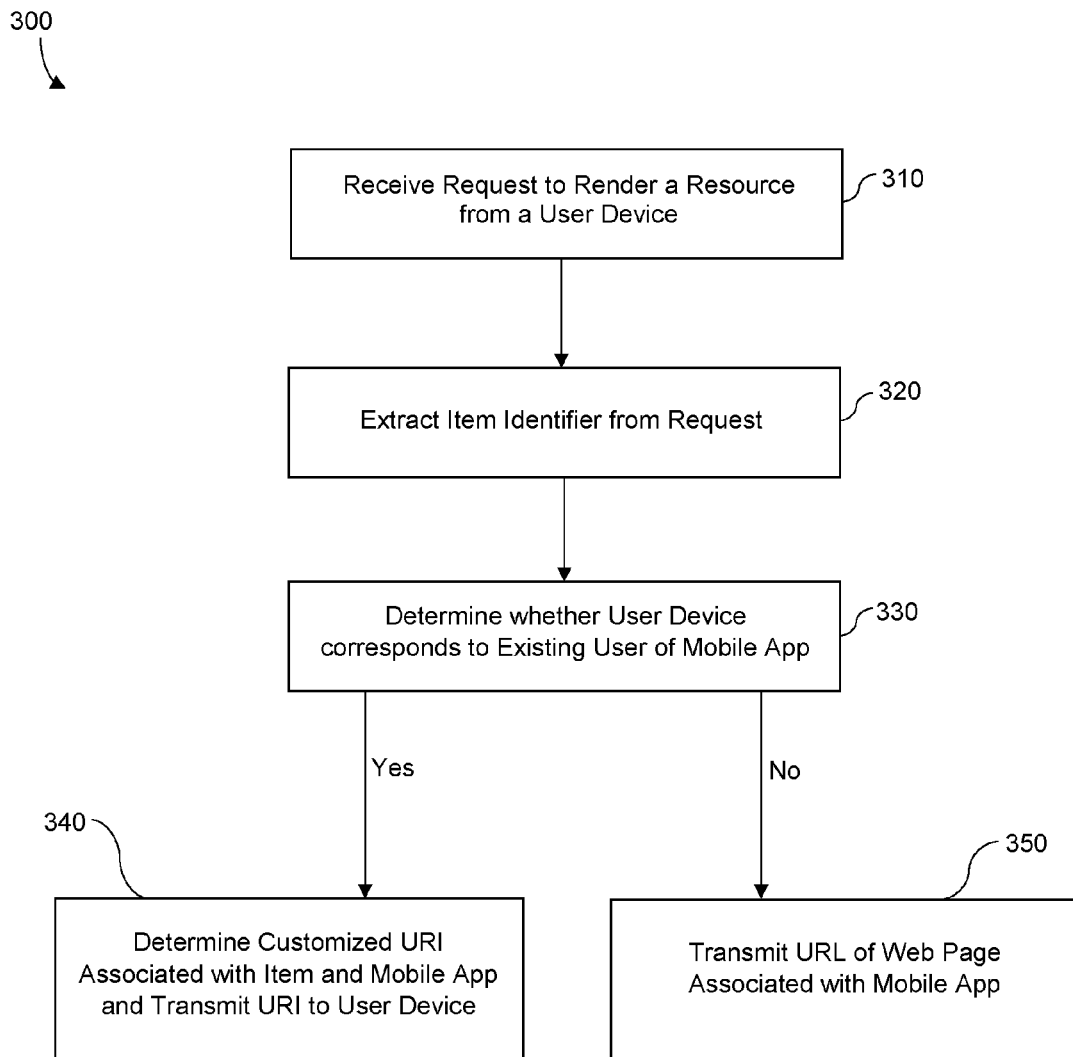 300
Receive Request to Render a Resource
from a User Device
310
Extract Item Identifier from Request
320
Determine whether User Device
corresponds to Existing User of Mobile App
330
Yes
No
340
Determine Customized URI
Associated with Item and Mobile App
and Transmit URI to User Device
350
Transmit URL of Web Page
Associated with Mobile App